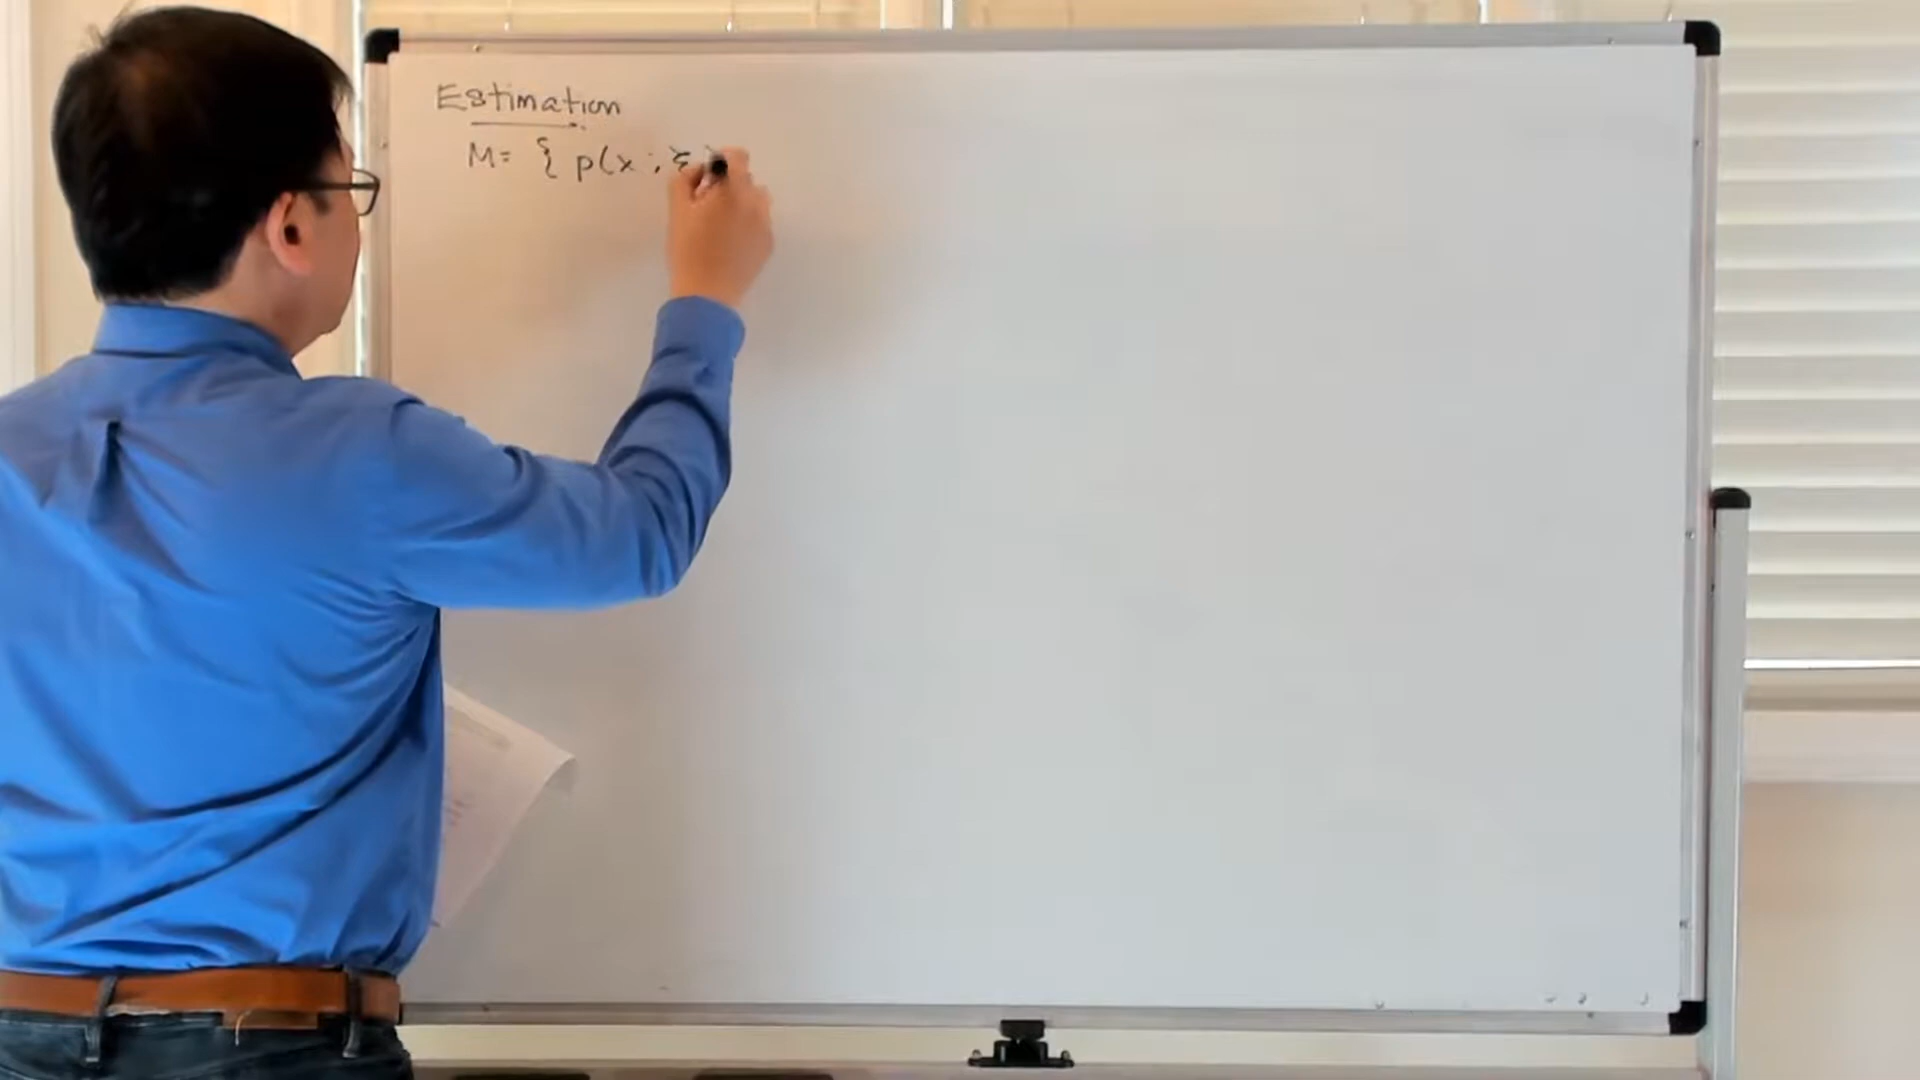 Estimation
M= { p(x ; ξ )